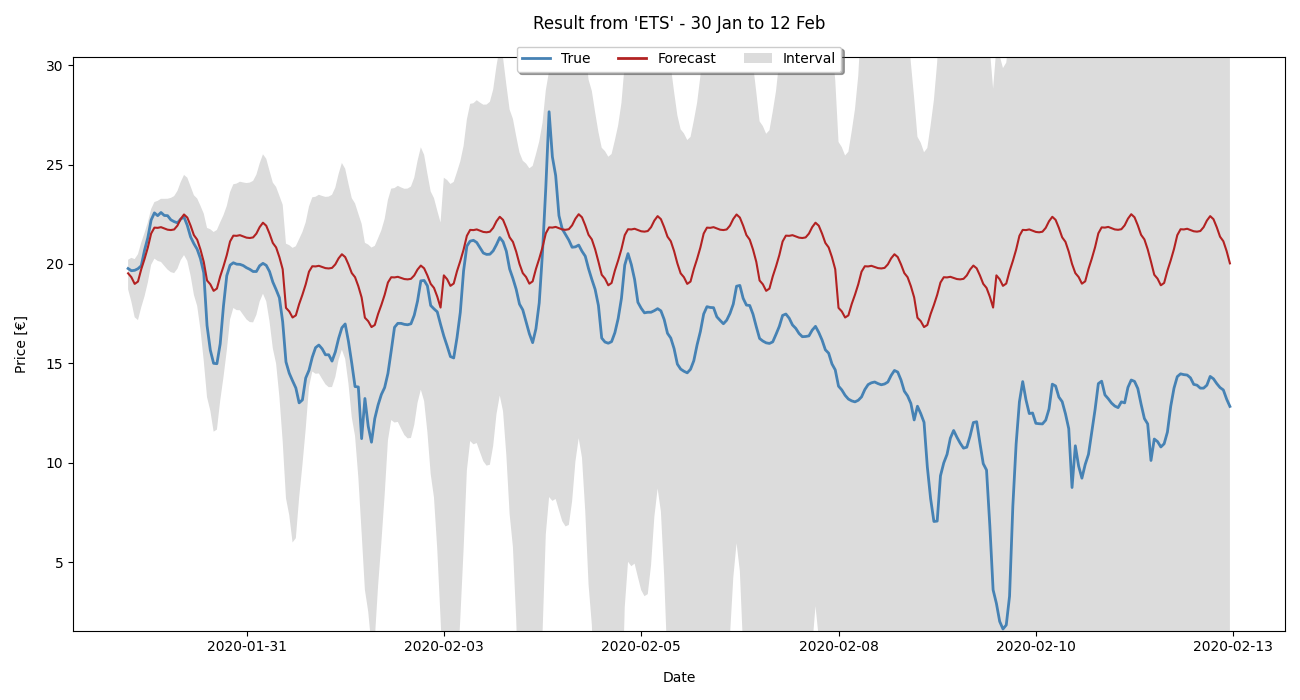 Result from 'ETS' - 30 Jan to 12 Feb
True Forecast Interval
30
25
20
15
10
5
Price [€]
2020-01-31 2020-02-03 2020-02-05 2020-02-08 2020-02-10 2020-02-13
Date